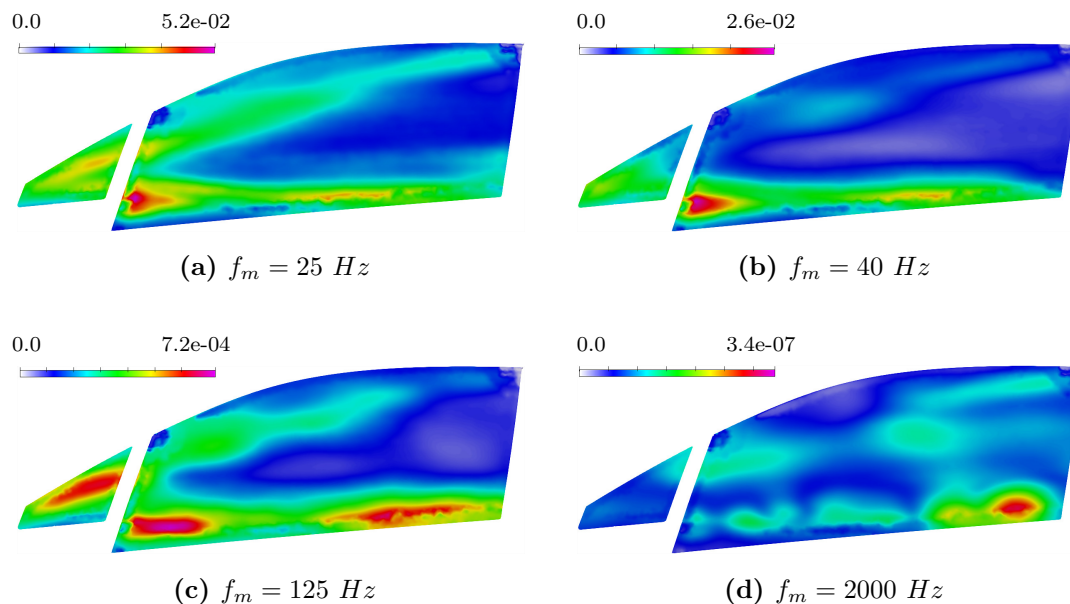 0.0 5.2e-02
0.0 2.6e-02
(a) f_m = 25 Hz
(b) f_m = 40 Hz
0.0 7.2e-04
0.0 3.4e-07
(c) f_m = 125 Hz
(d) f_m = 2000 Hz